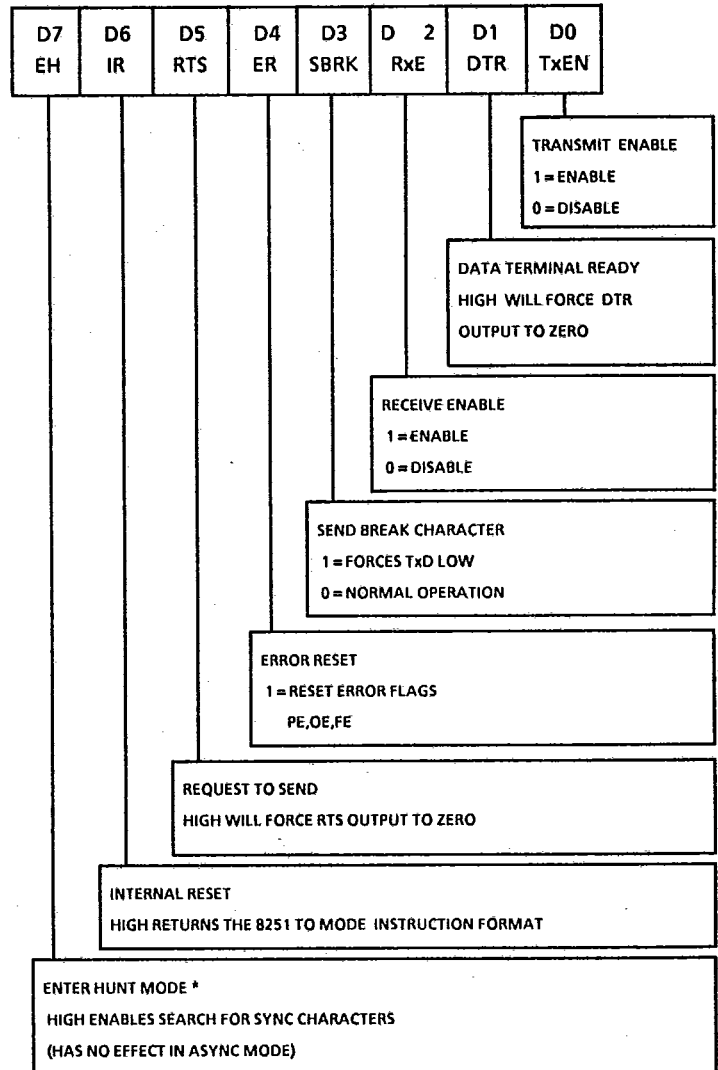 D7 D6 D5 D4 D3 D 2 D1 D0
EH IR RTS ER SBRK RxE DTR TxEN
TRANSMIT ENABLE
1 = ENABLE
0 = DISABLE
DATA TERMINAL READY
HIGH WILL FORCE DTR
OUTPUT TO ZERO
RECEIVE ENABLE
1 = ENABLE
0 = DISABLE
SEND BREAK CHARACTER
1 = FORCES TxD LOW
0 = NORMAL OPERATION
ERROR RESET
1 = RESET ERROR FLAGS
PE,OE,FE
REQUEST TO SEND
HIGH WILL FORCE RTS OUTPUT TO ZERO
INTERNAL RESET
HIGH RETURNS THE 8251 TO MODE INSTRUCTION FORMAT
ENTER HUNT MODE *
HIGH ENABLES SEARCH FOR SYNC CHARACTERS
(HAS NO EFFECT IN ASYNC MODE)